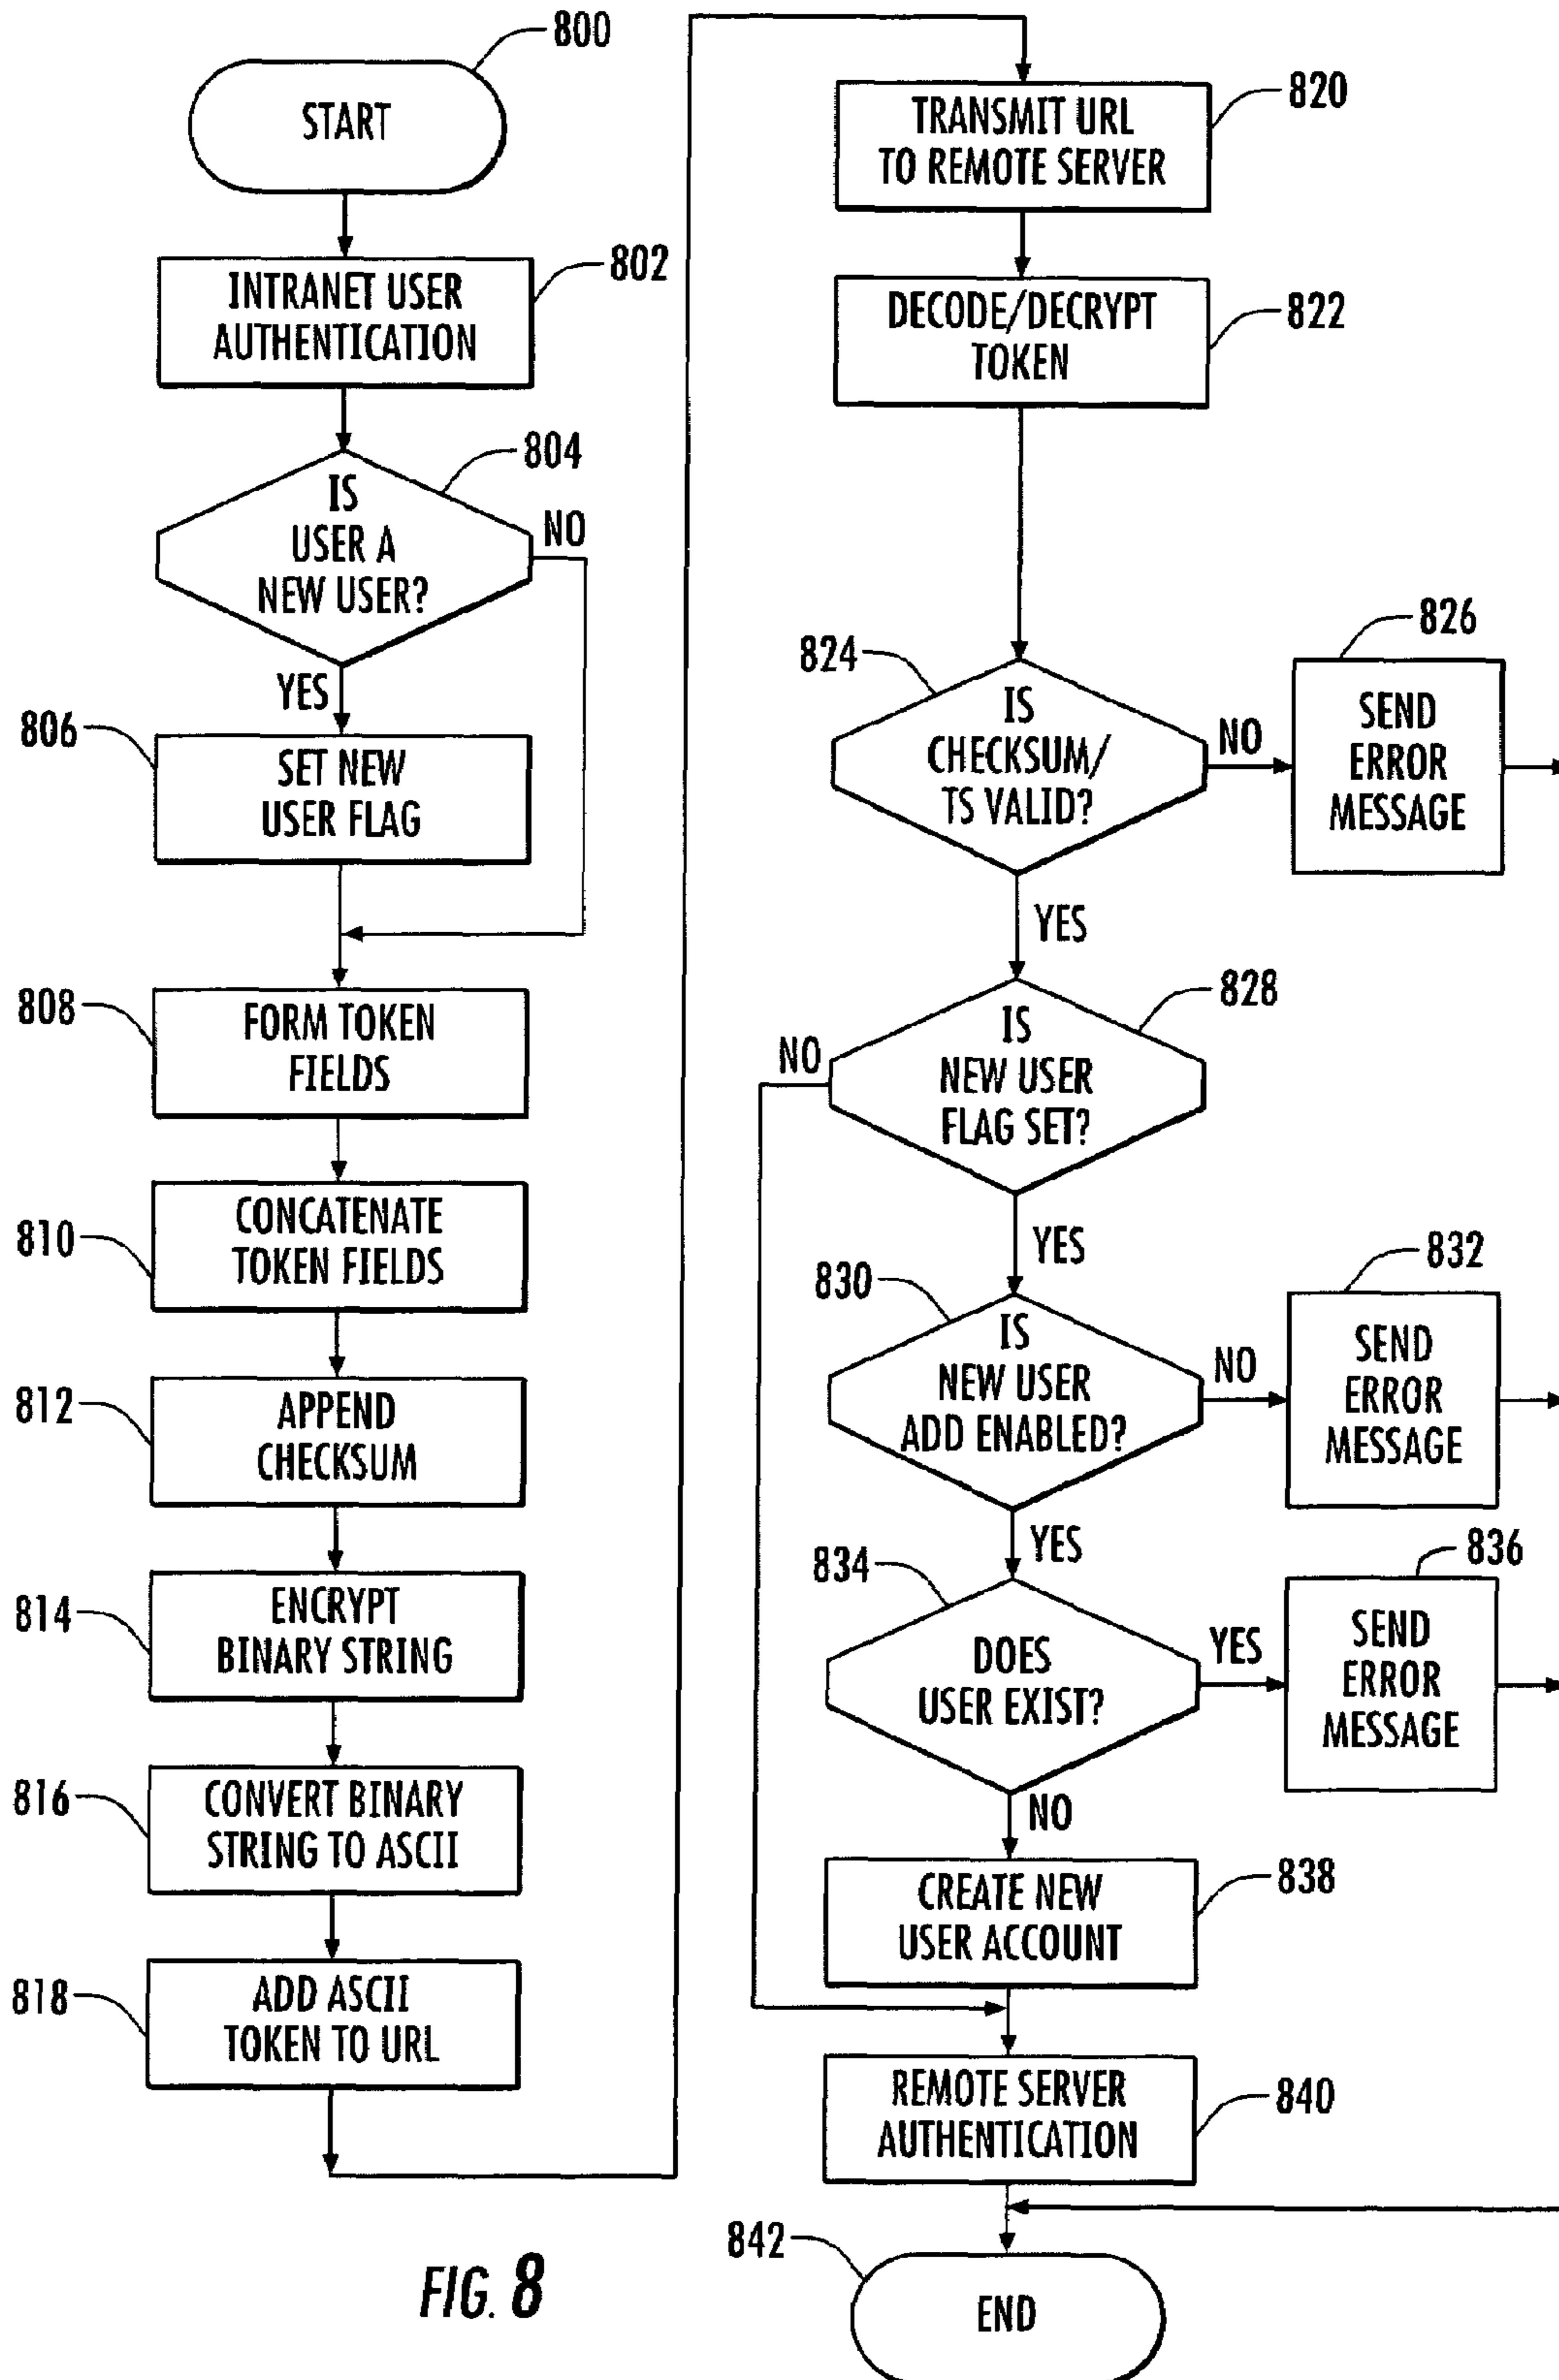 800
START
802
INTRANET USER
AUTHENTICATION
804
IS
USER A
NEW USER?
NO
YES
806
SET NEW
USER FLAG
808
FORM TOKEN
FIELDS
810
CONCATENATE
TOKEN FIELDS
812
APPEND
CHECKSUM
814
ENCRYPT
BINARY STRING
816
CONVERT BINARY
STRING TO ASCII
818
ADD ASCII
TOKEN TO URL
820
TRANSMIT URL
TO REMOTE SERVER
822
DECODE/DECRYPT
TOKEN
824
IS
CHECKSUM/
TS VALID?
NO
826
SEND
ERROR
MESSAGE
YES
828
IS
NEW USER
FLAG SET?
NO
YES
830
IS
NEW USER
ADD ENABLED?
NO
832
SEND
ERROR
MESSAGE
YES
834
DOES
USER EXIST?
YES
836
SEND
ERROR
MESSAGE
NO
838
CREATE NEW
USER ACCOUNT
840
REMOTE SERVER
AUTHENTICATION
842
END
FIG. 8